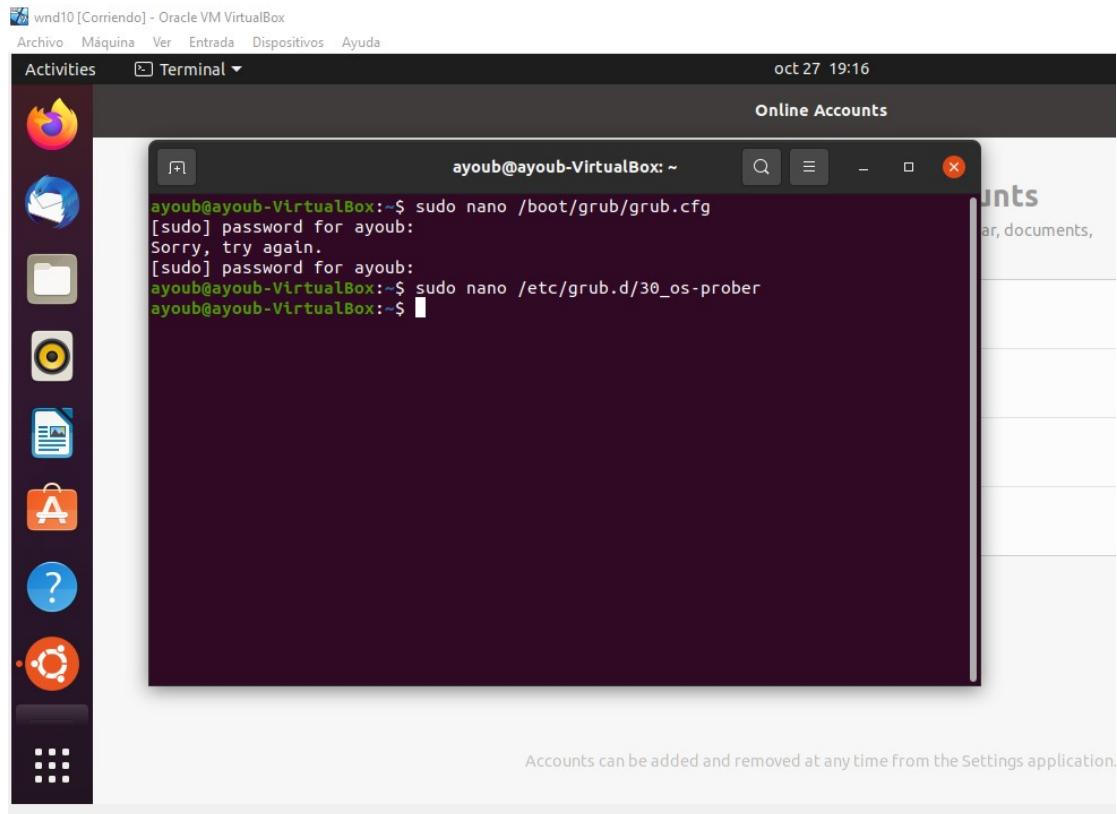 wnd10 [Corriendo] - Oracle VM VirtualBox
Archivo Máquina Ver Entrada Dispositivos Ayuda
Activities Terminal oct 27 19:16
Online Accounts
ayoub@ayoub-VirtualBox: ~
ayoub@ayoub-VirtualBox:~$ sudo nano /boot/grub/grub.cfg
[sudo] password for ayoub:
Sorry, try again.
[sudo] password for ayoub:
ayoub@ayoub-VirtualBox:~$ sudo nano /etc/grub.d/30_os-prober
ayoub@ayoub-VirtualBox:~$
unts
ar, documents,
Accounts can be added and removed at any time from the Settings application.